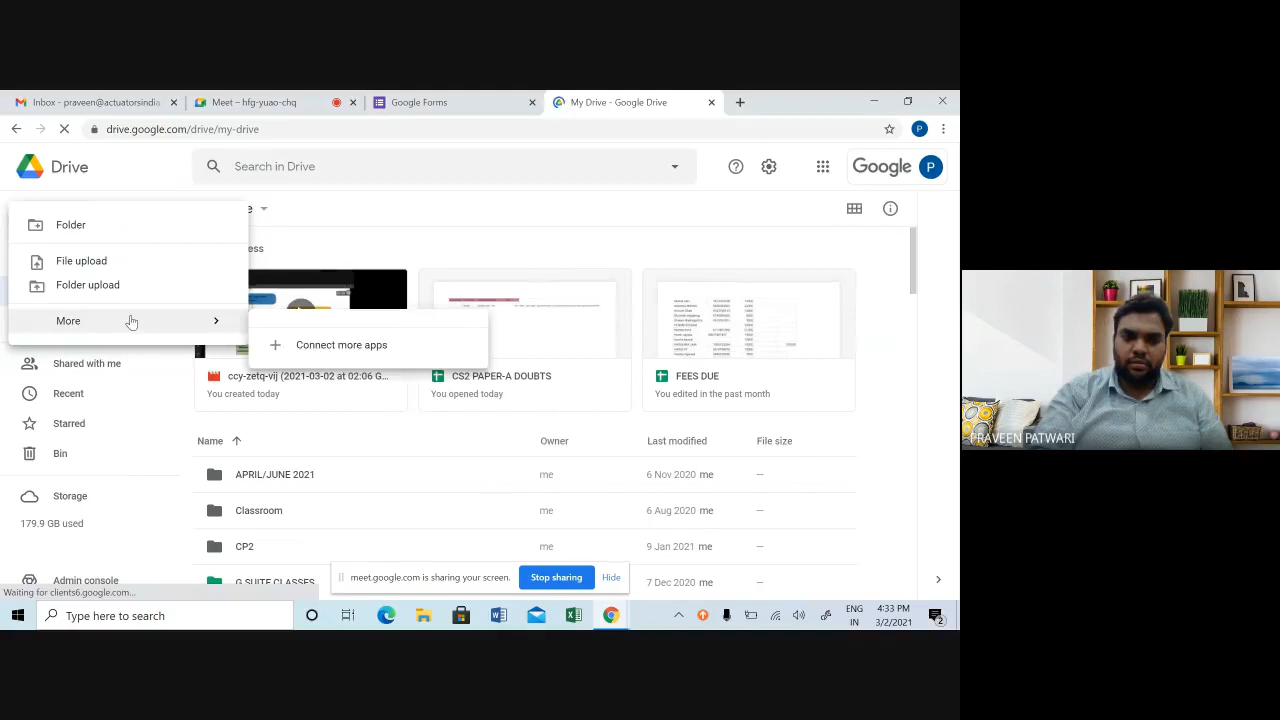 Inbox - praveen@actuatorsindia
Meet – hfg-yuao-chq
Google Forms
My Drive - Google Drive
drive.google.com/drive/my-drive
P
Drive
Search in Drive
Google P
Folder
File upload
Folder upload
More
Connect more apps
Shared with me
Recent
Starred
Bin
Storage
179.9 GB used
Admin console
Waiting for clients6.google.com...
ccy-zetq-vij (2021-03-02 at 02:06 G...
You created today
CS2 PAPER-A DOUBTS
You opened today
FEES DUE
You edited in the past month
Name Owner Last modified File size
APRIL/JUNE 2021 me 6 Nov 2020 me —
Classroom me 6 Aug 2020 me —
CP2 me 9 Jan 2021 me —
G SUITE CLASSES 7 Dec 2020 me —
meet.google.com is sharing your screen. Stop sharing Hide
Type here to search
ENG
IN
4:33 PM
3/2/2021
2
PRAVEEN PATWARI